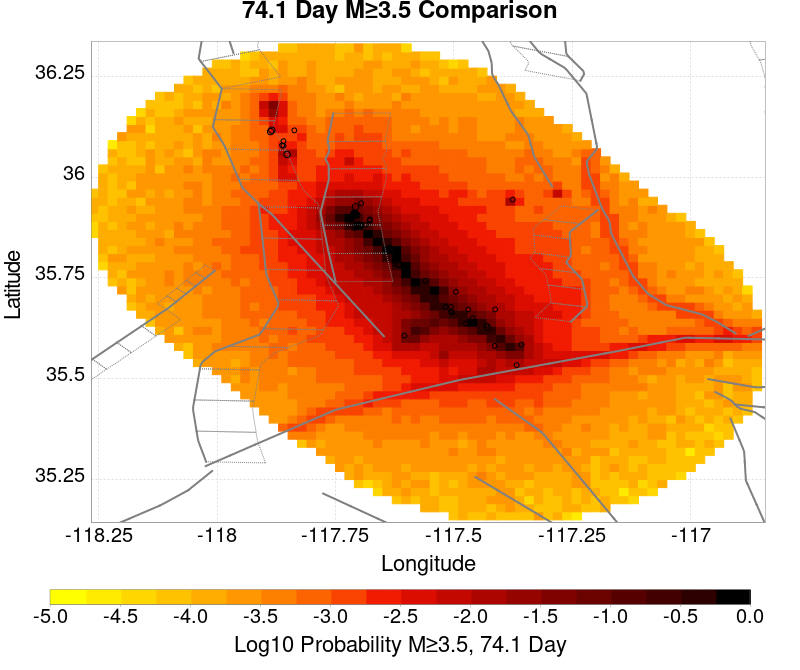 74.1 Day M≥3.5 Comparison
36.25
36
35.75
35.5
35.25
Latitude
-118.25 -118 -117.75 -117.5 -117.25 -117
Longitude
-5.0 -4.5 -4.0 -3.5 -3.0 -2.5 -2.0 -1.5 -1.0 -0.5 0.0
Log10 Probability M≥3.5, 74.1 Day